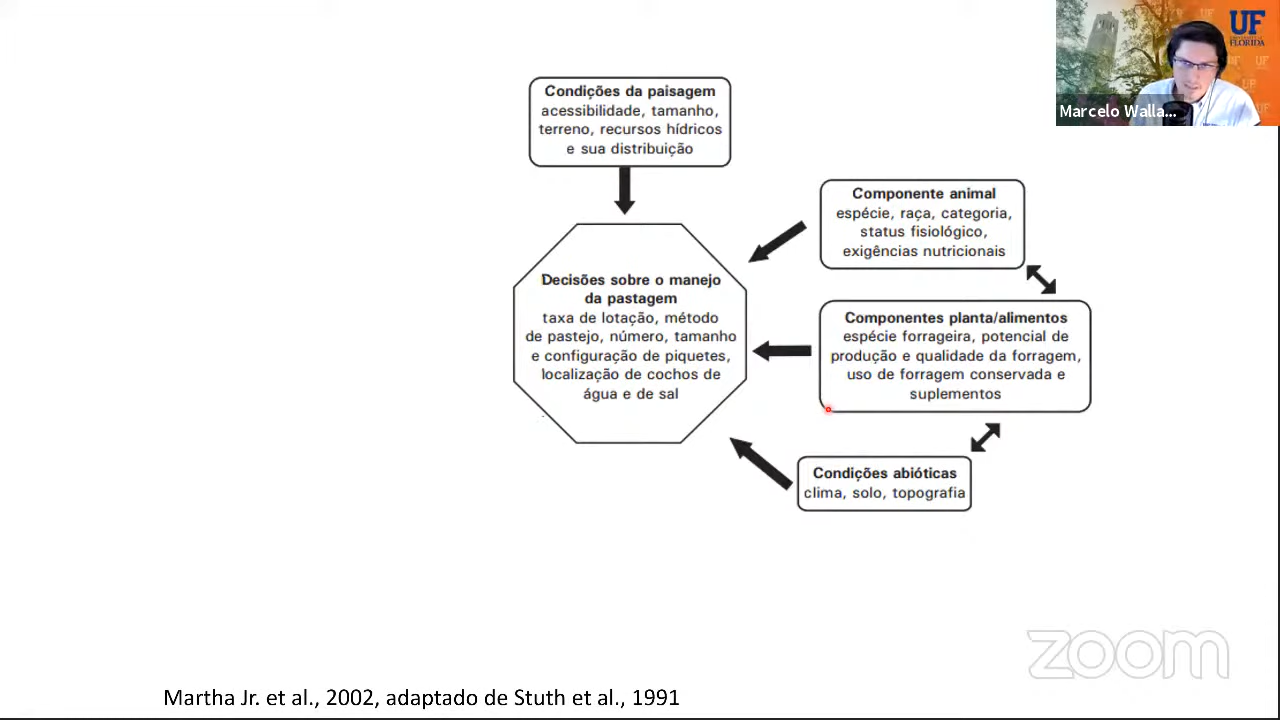 UF
UNIVERSITY of
FLORIDA
Marcelo Walla...
Condições da paisagem
acessibilidade, tamanho,
terreno, recursos hídricos
e sua distribuição
Componente animal
espécie, raça, categoria,
status fisiológico,
exigências nutricionais
Decisões sobre o manejo
da pastagem
taxa de lotação, método
de pastejo, número, tamanho
e configuração de piquetes,
localização de cochos de
água e de sal
Componentes planta/alimentos
espécie forrageira, potencial de
produção e qualidade da forragem,
uso de forragem conservada e
suplementos
Condições abióticas
clima, solo, topografia
zoom
Martha Jr. et al., 2002, adaptado de Stuth et al., 1991